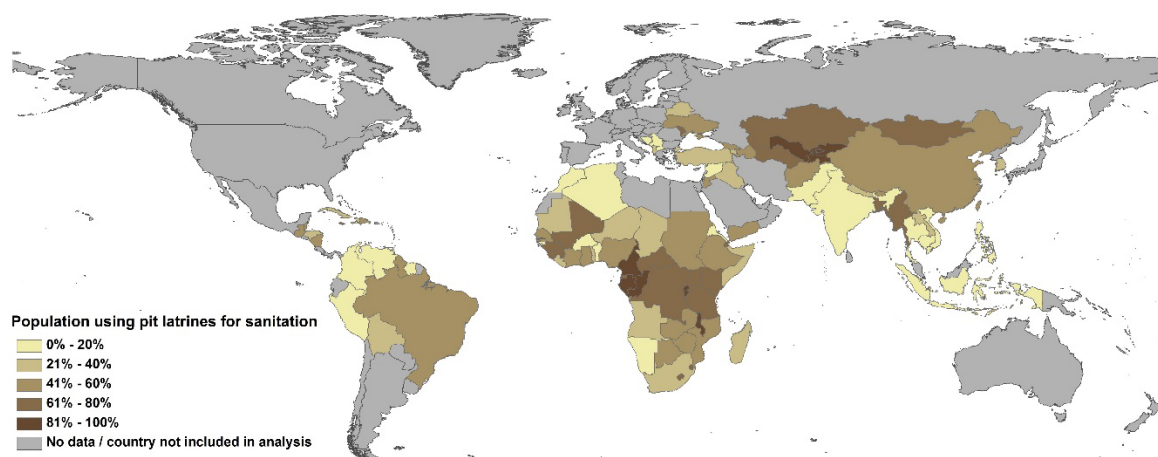 Population using pit latrines for sanitation
0% - 20%
21% - 40%
41% - 60%
61% - 80%
81% - 100%
No data / country not included in analysis